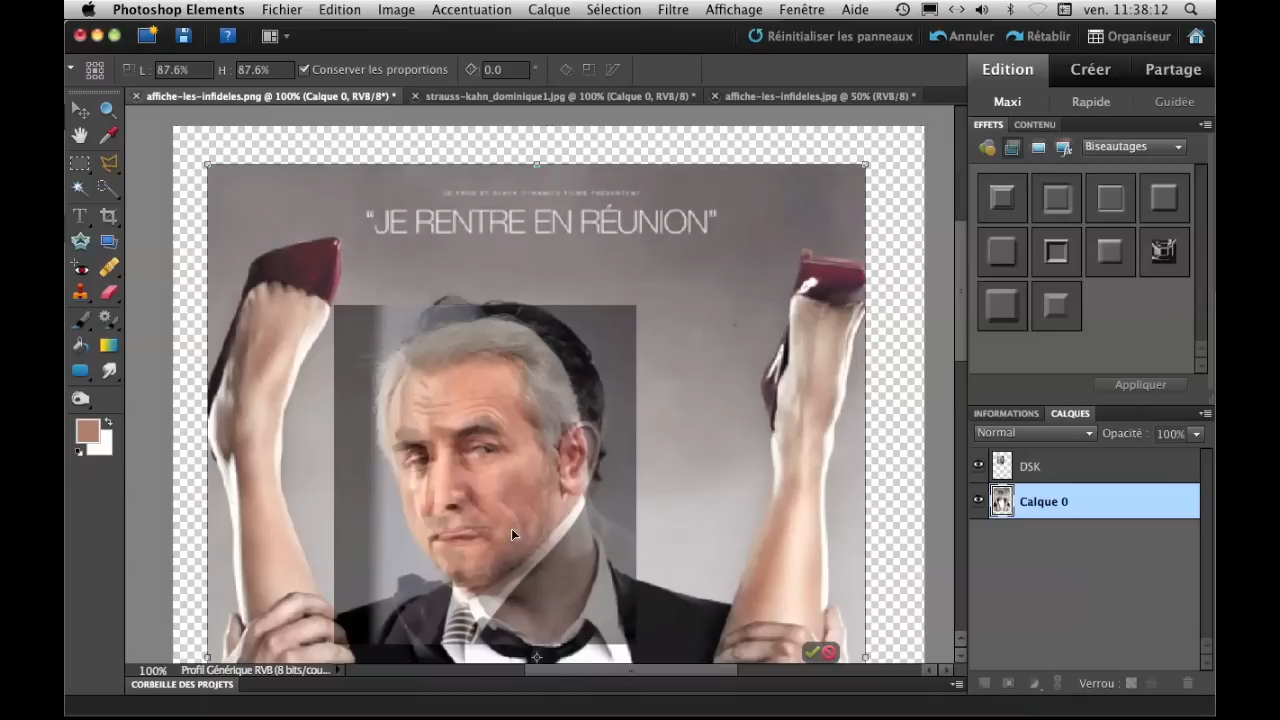 Photoshop Elements Fichier Edition Image Accentuation Calque Sélection Filtre Affichage Fenêtre Aide ven. 11:38:12
Réinitialiser les panneaux Annuler Rétablir Organiseur
L : 87.6% H : 87.6% Conserver les proportions 0.0 °
Edition Créer Partage
affiche-les-infideles.png @ 100% (Calque 0, RVB/8*) * strauss-kahn_dominique1.jpg @ 100% (Calque 0, RVB/8) * affiche-les-infideles.jpg @ 50% (RVB/8) *
Maxi Rapide Guidée
EFFETS CONTENU
Biseautages
“JE RENTRE EN RÉUNION”
Appliquer
INFORMATIONS CALQUES
Normal Opacité : 100%
DSK
Calque 0
100% Profil Générique RVB (8 bits/cou...
CORBEILLE DES PROJETS
Verrou :